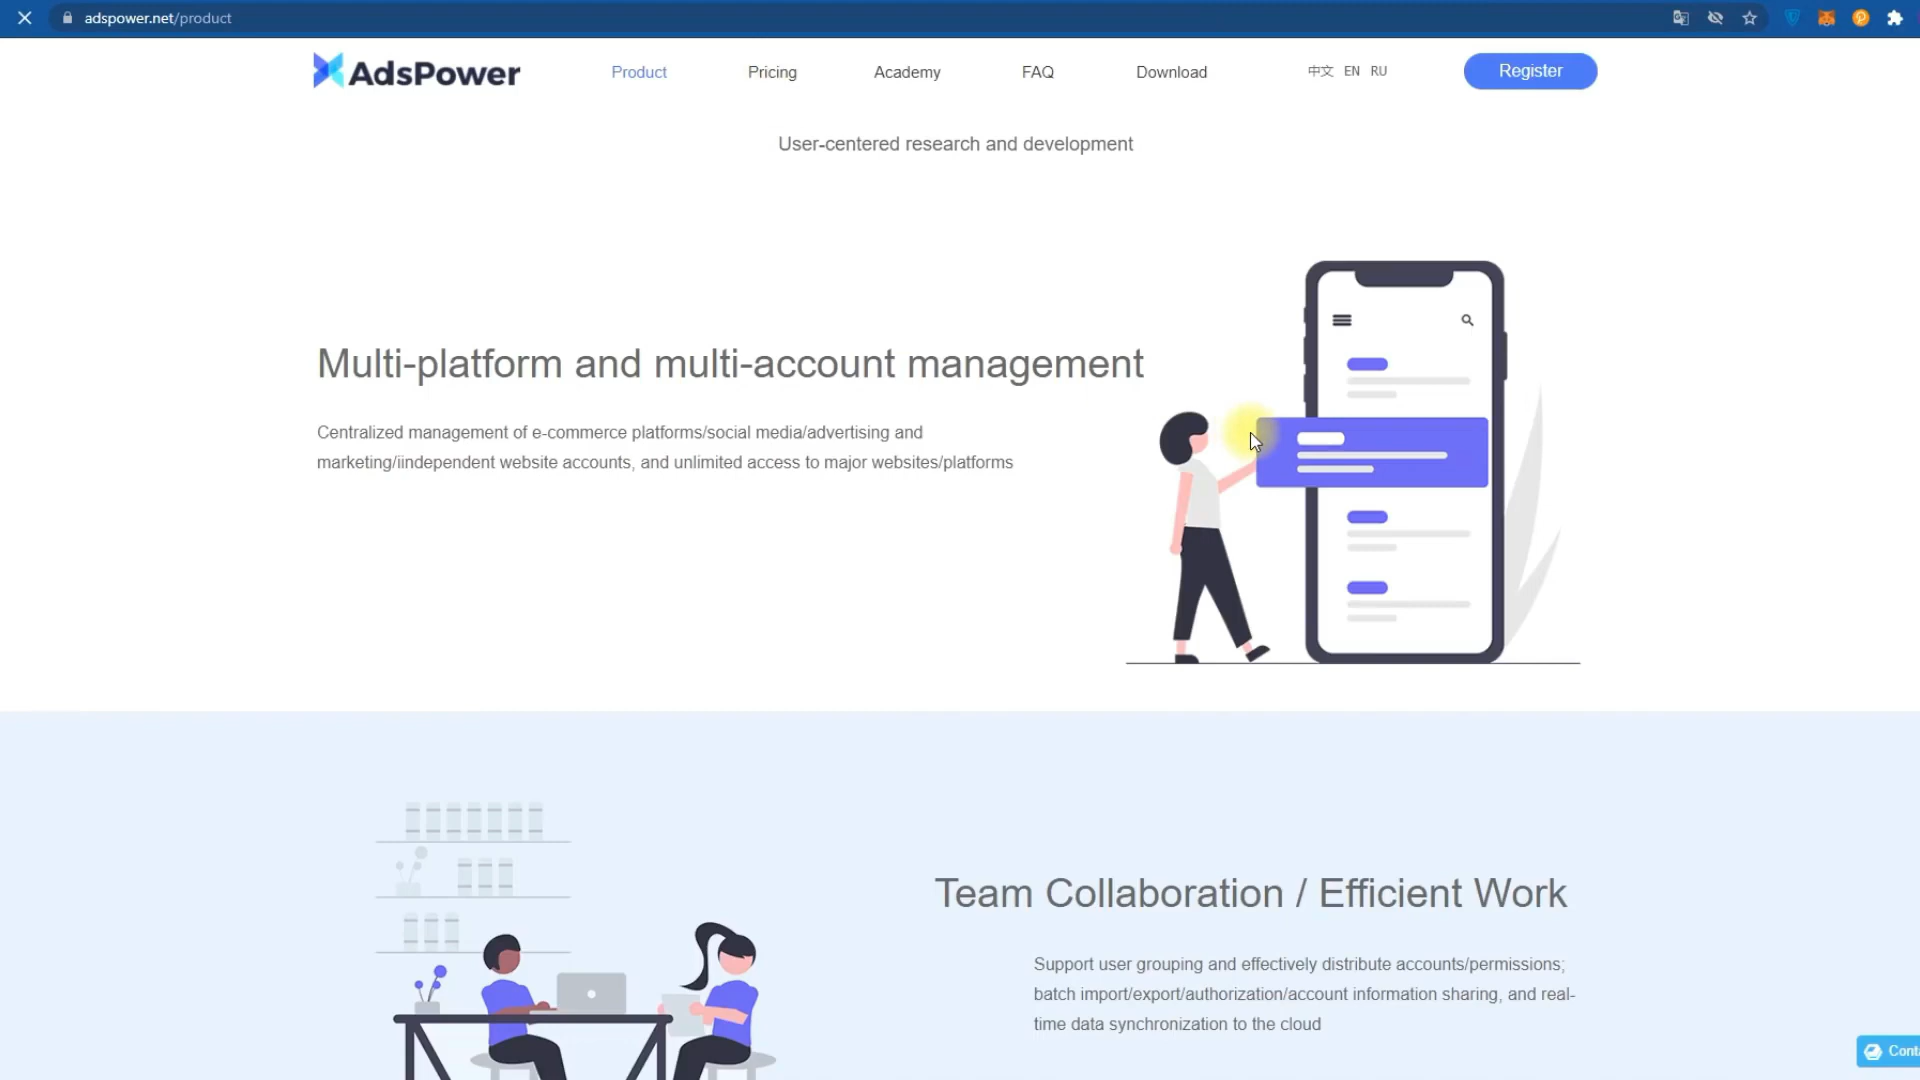 adspower.net/product
AdsPower
Product
Pricing
Academy
FAQ
Download
中文 EN RU
Register
User-centered research and development
Multi-platform and multi-account management
Centralized management of e-commerce platforms/social media/advertising and
marketing/iindependent website accounts, and unlimited access to major websites/platforms
Team Collaboration / Efficient Work
Support user grouping and effectively distribute accounts/permissions;
batch import/export/authorization/account information sharing, and real-
time data synchronization to the cloud